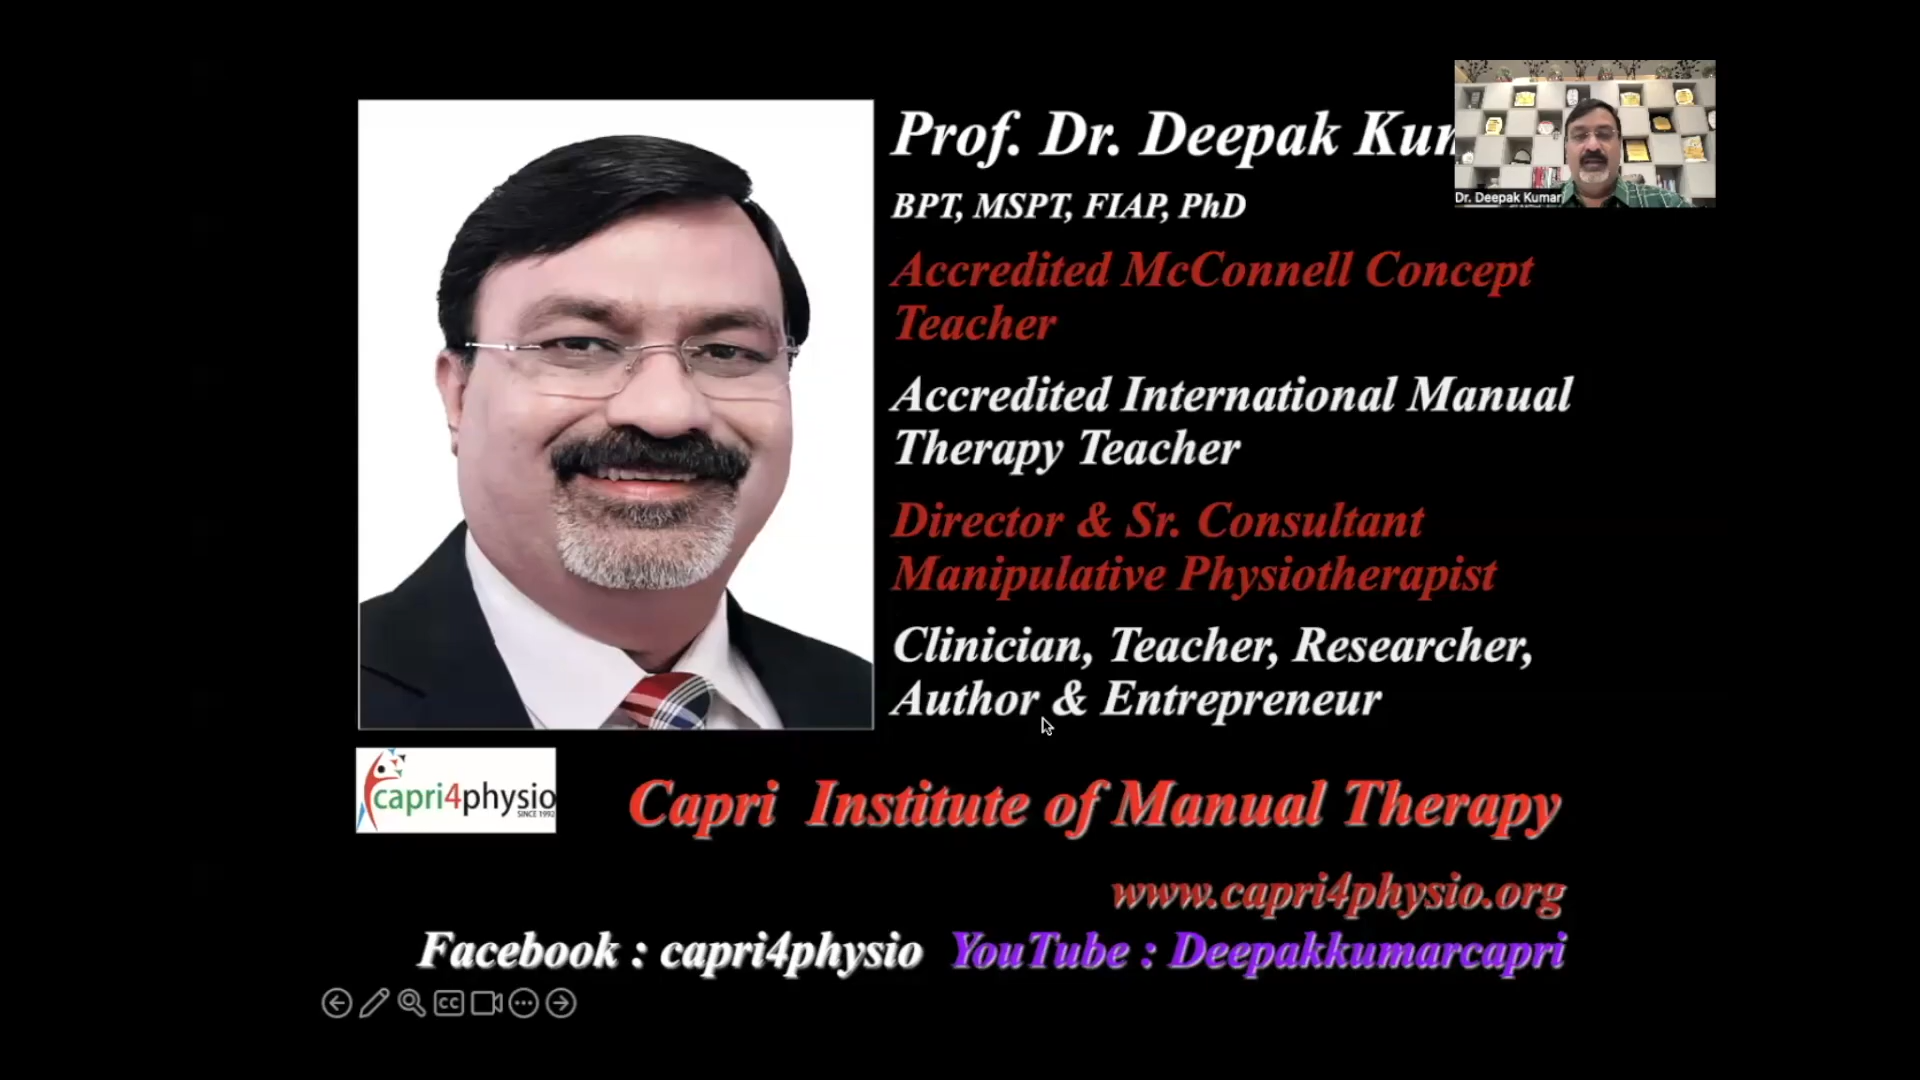 Prof. Dr. Deepak Kum
Dr. Deepak Kumar
BPT, MSPT, FIAP, PhD
Accredited McConnell Concept
Teacher
Accredited International Manual
Therapy Teacher
Director & Sr. Consultant
Manipulative Physiotherapist
Clinician, Teacher, Researcher,
Author & Entrepreneur
capri4physio
SINCE 1992
Capri Institute of Manual Therapy
www.capri4physio.org
Facebook : capri4physio YouTube : Deepakkumarcapri
CC